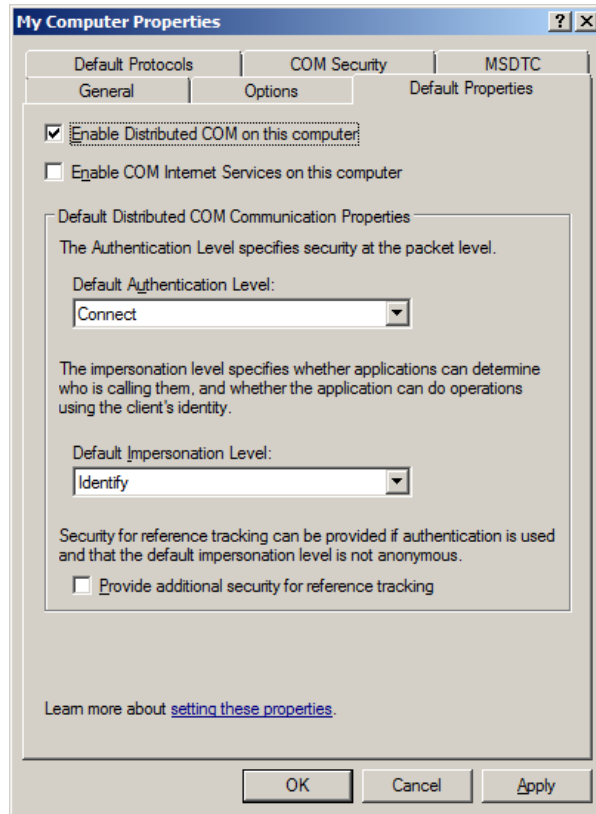 My Computer Properties
Default Protocols COM Security MSDTC
General Options Default Properties
Enable Distributed COM on this computer
Enable COM Internet Services on this computer
Default Distributed COM Communication Properties
The Authentication Level specifies security at the packet level.
Default Authentication Level:
Connect
The impersonation level specifies whether applications can determine
who is calling them, and whether the application can do operations
using the client's identity.
Default Impersonation Level:
Identify
Security for reference tracking can be provided if authentication is used
and that the default impersonation level is not anonymous.
Provide additional security for reference tracking
Learn more about setting these properties.
OK Cancel Apply